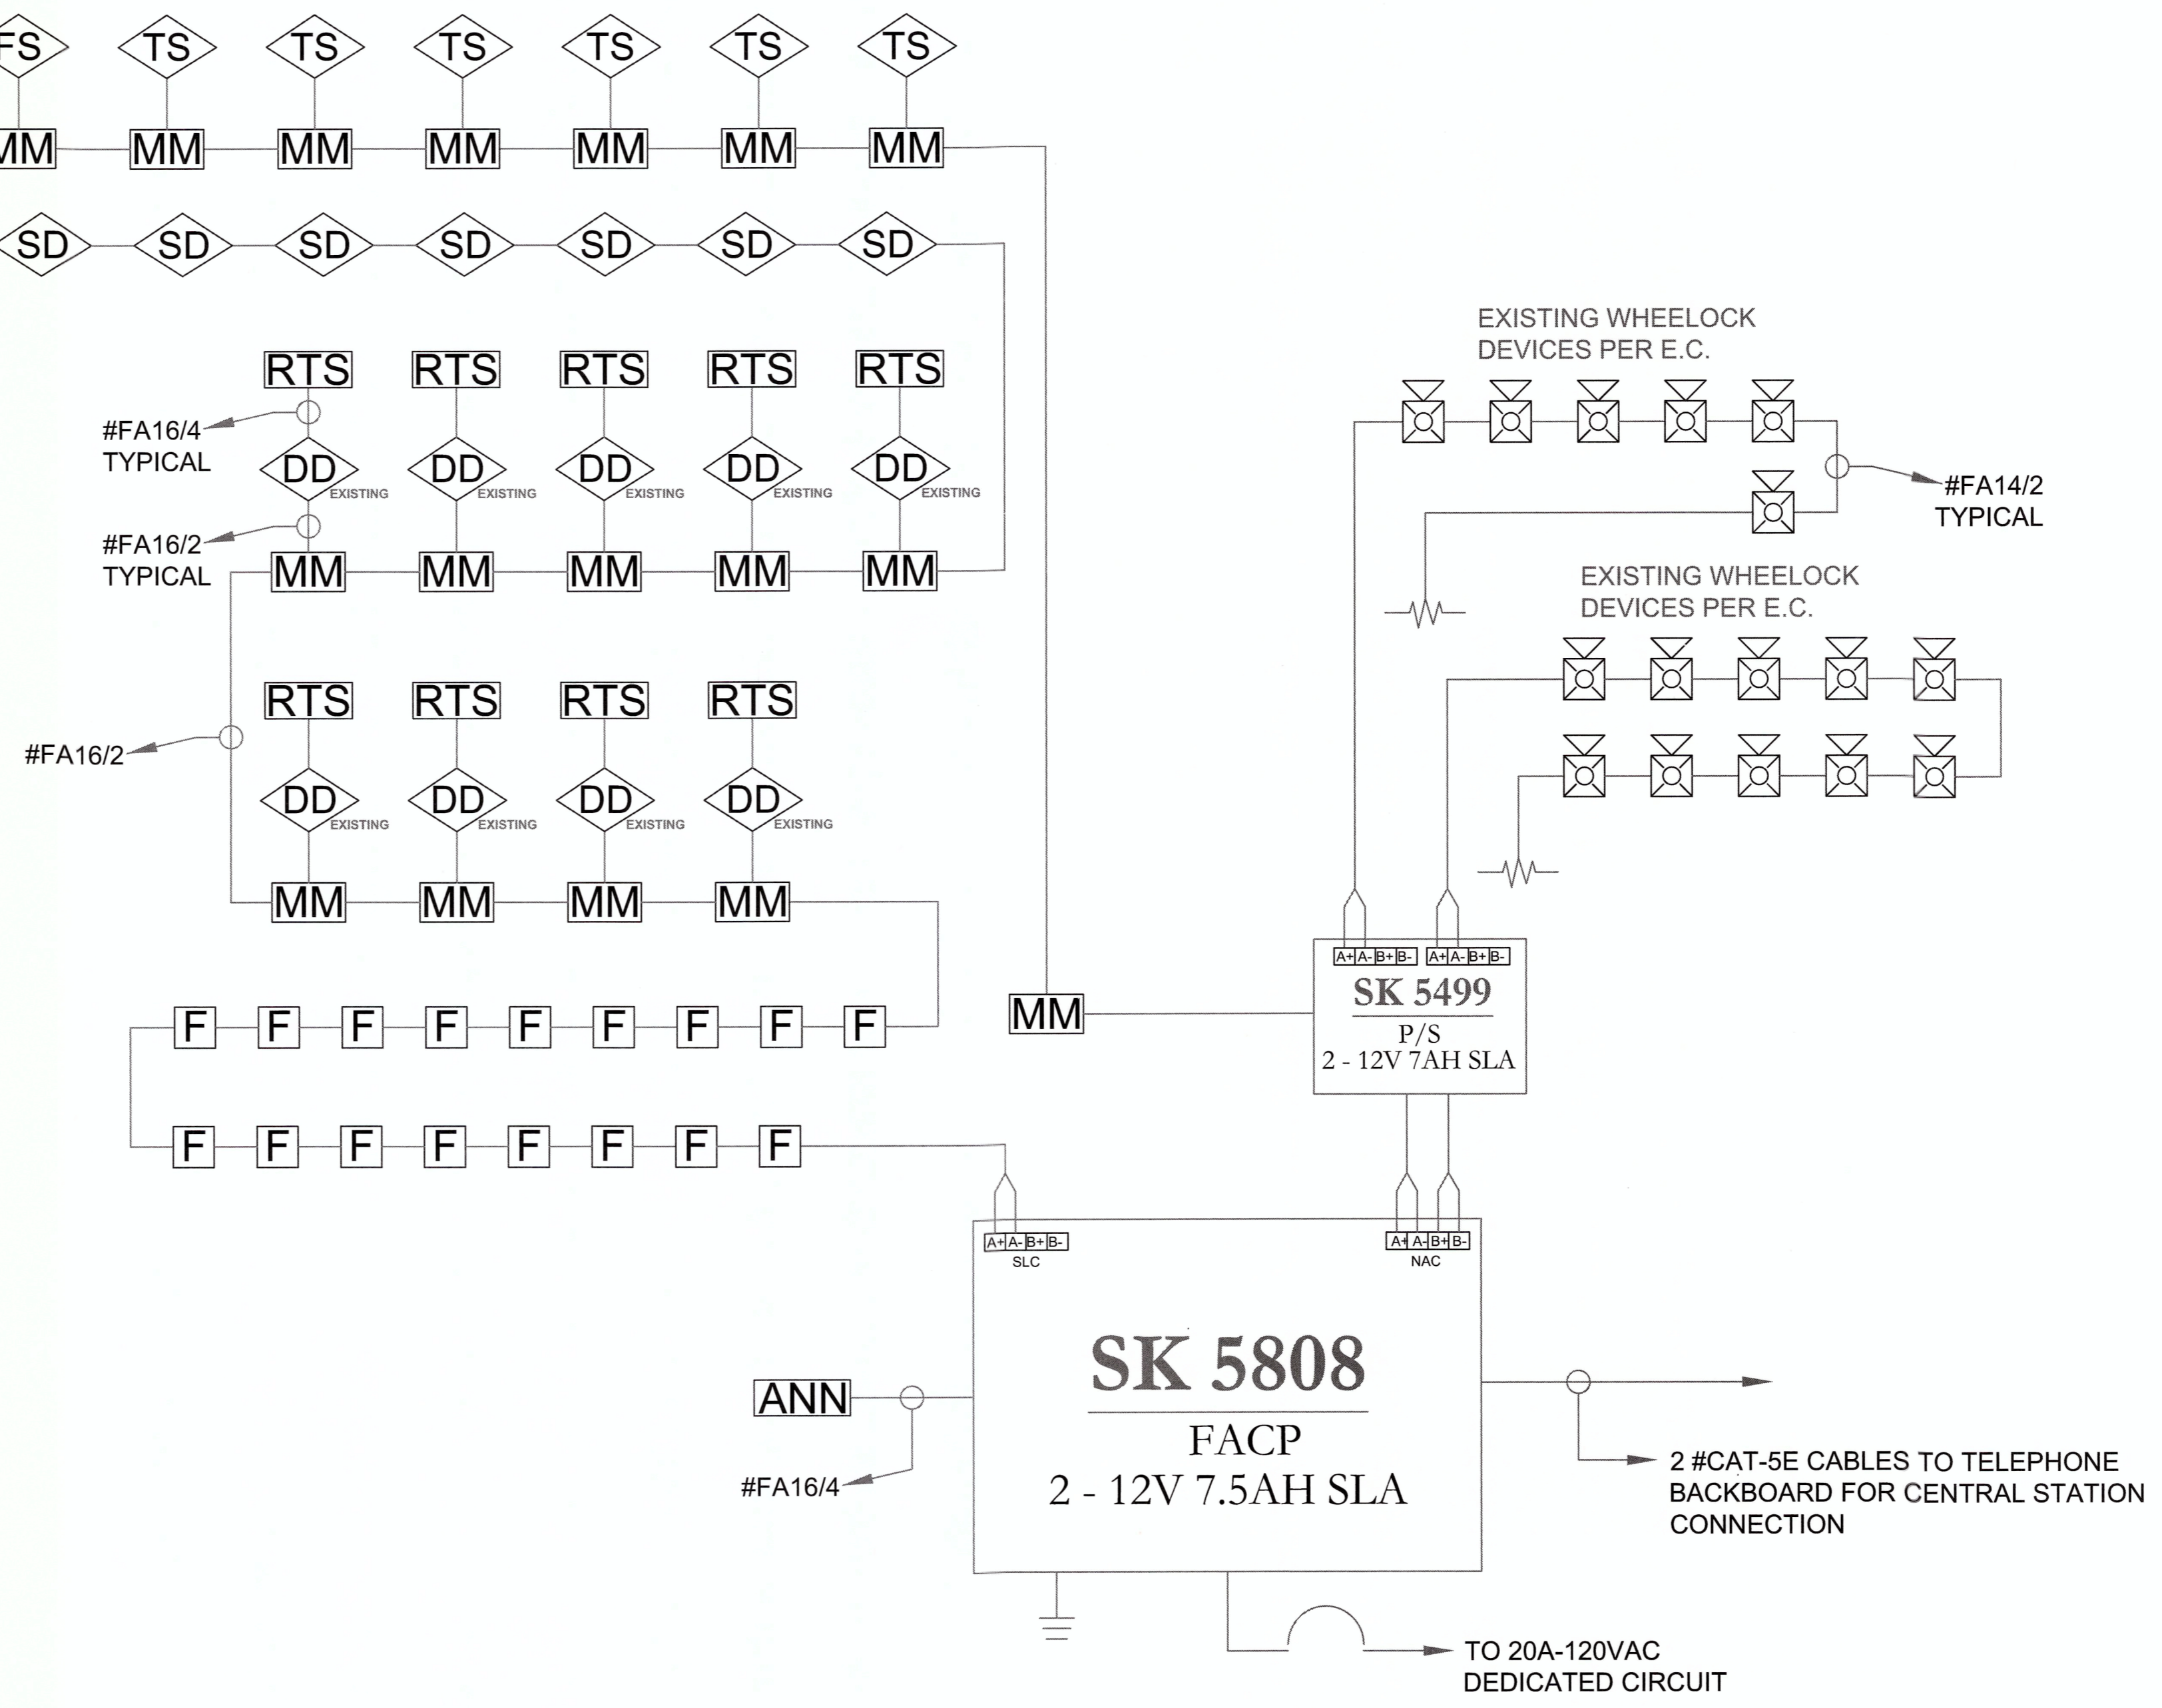 FS TS TS TS TS TS TS
MM MM MM MM MM MM MM
SD SD SD SD SD SD SD
EXISTING WHEELOCK
DEVICES PER E.C.
RTS RTS RTS RTS RTS
#FA16/4
TYPICAL
DD DD DD DD DD
EXISTING EXISTING EXISTING EXISTING EXISTING
#FA14/2
TYPICAL
#FA16/2
TYPICAL
MM MM MM MM MM
EXISTING WHEELOCK
DEVICES PER E.C.
RTS RTS RTS RTS
#FA16/2
DD DD DD DD
EXISTING EXISTING EXISTING EXISTING
MM MM MM MM
A+ A- B+ B- A+ A- B+ B-
SK 5499
P/S
2 - 12V 7AH SLA
MM
F F F F F F F F F
F F F F F F F F
A+ A- B+ B-
SLC
A+ A- B+ B-
NAC
SK 5808
FACP
2 - 12V 7.5AH SLA
ANN
#FA16/4
2 #CAT-5E CABLES TO TELEPHONE
BACKBOARD FOR CENTRAL STATION
CONNECTION
TO 20A-120VAC
DEDICATED CIRCUIT